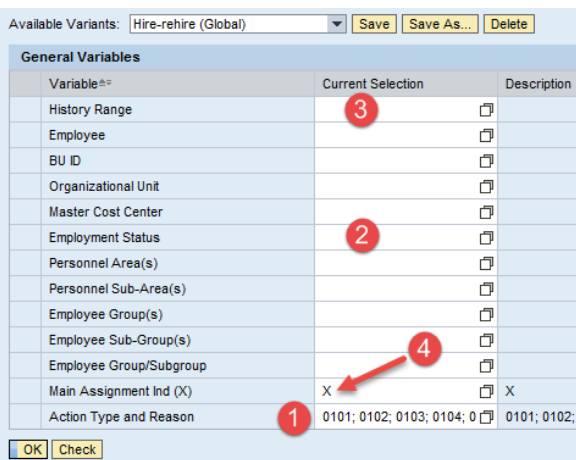 Available Variants: Hire-rehire (Global) Save Save As... Delete
General Variables
Variable Current Selection Description
History Range 3
Employee
BU ID
Organizational Unit
Master Cost Center
Employment Status 2
Personnel Area(s)
Personnel Sub-Area(s)
Employee Group(s)
Employee Sub-Group(s)
4
Employee Group/Subgroup
Main Assignment Ind (X) X X
Action Type and Reason 1 0101; 0102; 0103; 0104; 0 0101; 0102;
OK Check